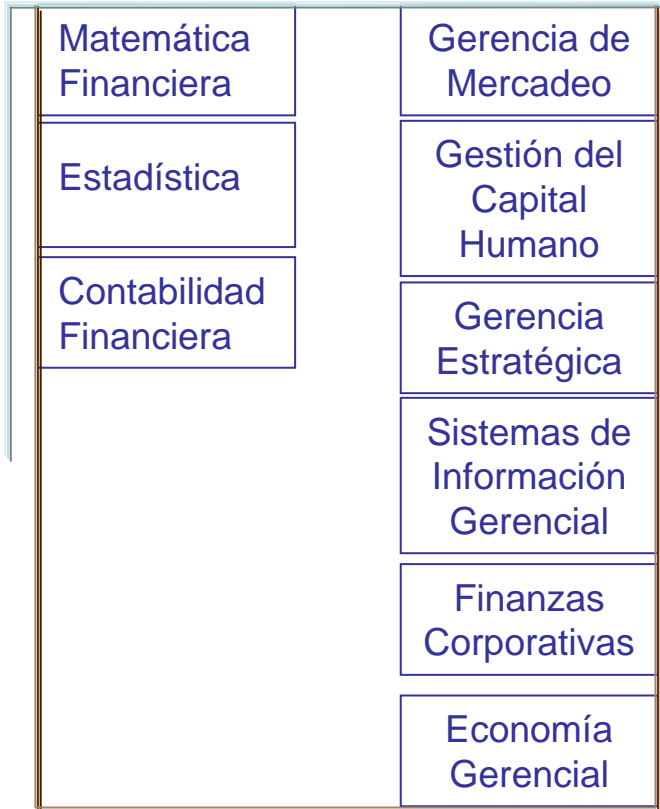 Matemática
Financiera
Estadística
Contabilidad
Financiera
Gerencia de
Mercadeo
Gestión del
Capital
Humano
Gerencia
Estratégica
Sistemas de
Información
Gerencial
Finanzas
Corporativas
Economía
Gerencial